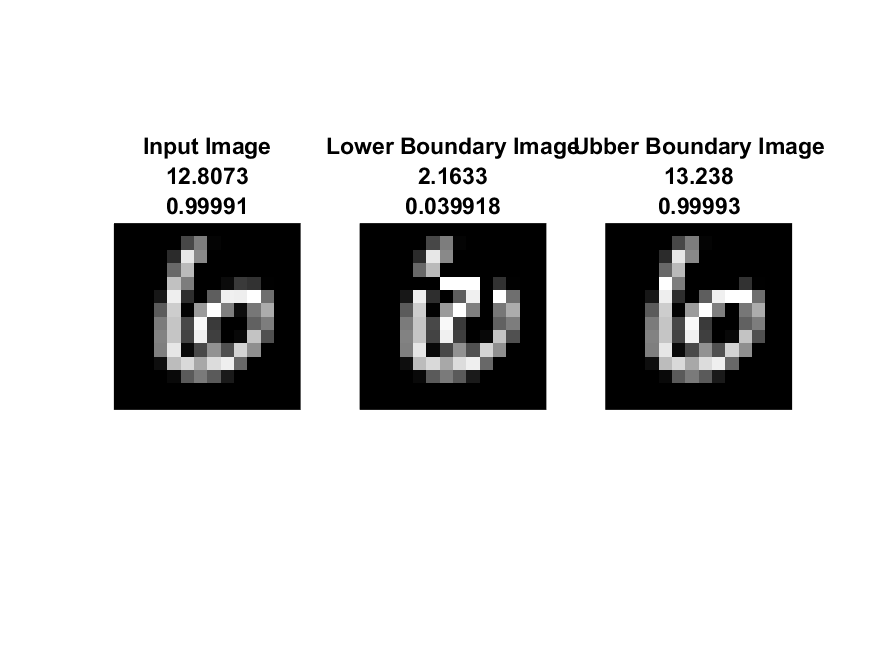 Input Image
12.8073
0.99991
Lower Boundary Image
2.1633
0.039918
Ubber Boundary Image
13.238
0.99993